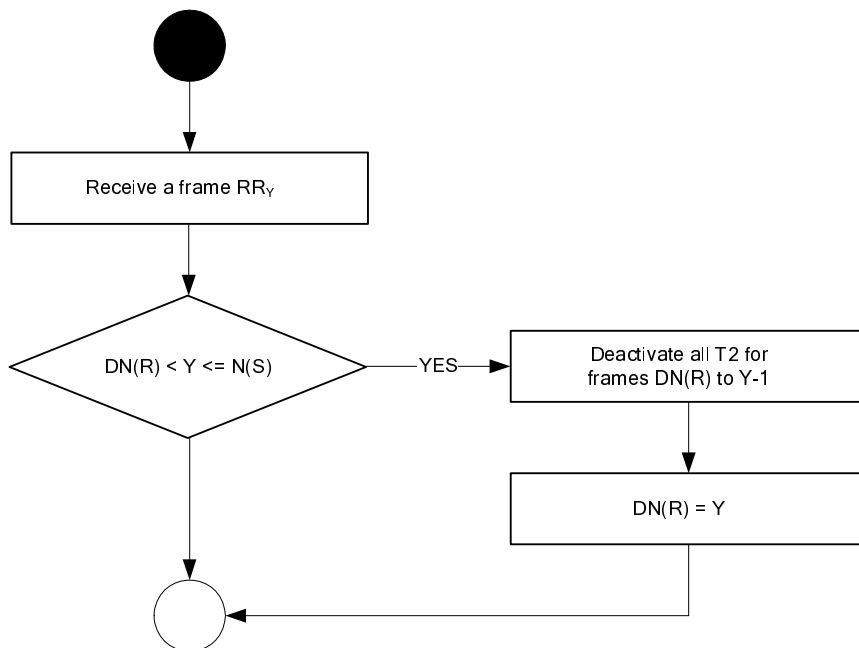 Receive a frame RRY
DN(R) < Y <= N(S)
YES
Deactivate all T2 for
frames DN(R) to Y-1
DN(R) = Y